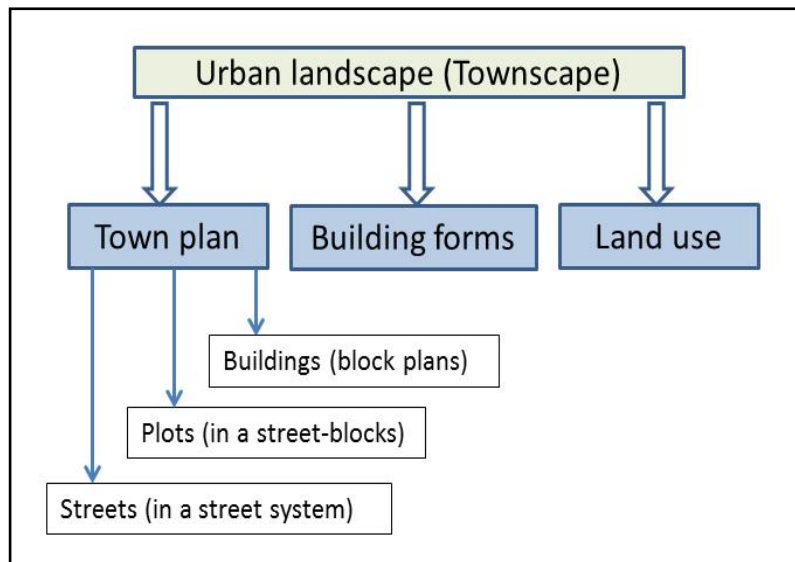 Urban landscape (Townscape)
Town plan
Building forms
Land use
Buildings (block plans)
Plots (in a street-blocks)
Streets (in a street system)